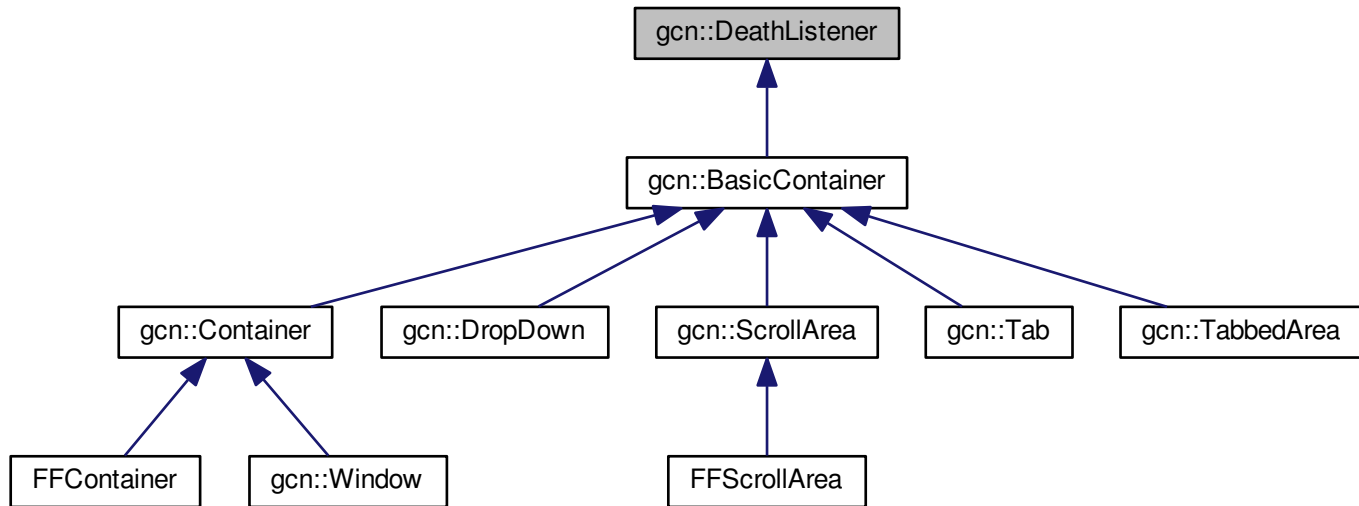 gcn::DeathListener
gcn::BasicContainer
gcn::Container
gcn::DropDown
gcn::ScrollArea
gcn::Tab
gcn::TabbedArea
FFContainer
gcn::Window
FFScrollArea